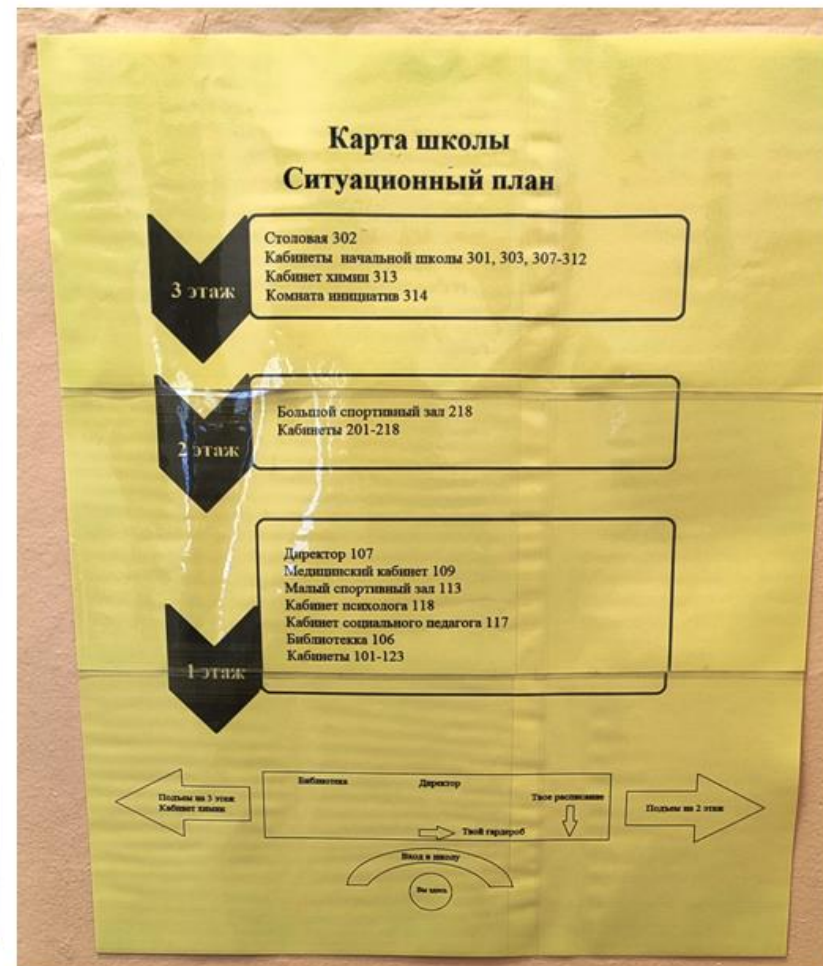 Карта школы
Ситуационный план
3 этаж
Столовая 302
Кабинеты начальной школы 301, 303, 307-312
Кабинет химии 313
Комната инициатив 314
2 этаж
Большой спортивный зал 218
Кабинеты 201-218
1 этаж
Директор 107
Медицинский кабинет 109
Малый спортивный зал 113
Кабинет психолога 118
Кабинет социального педагога 117
Библиотекка 106
Кабинеты 101-123
Подъем на 3 этаж
Кабинет химии
Библиотека
Директор
Твое расписание
Твой гардероб
Подъем на 2 этаж
Вход в школу
Вы здесь